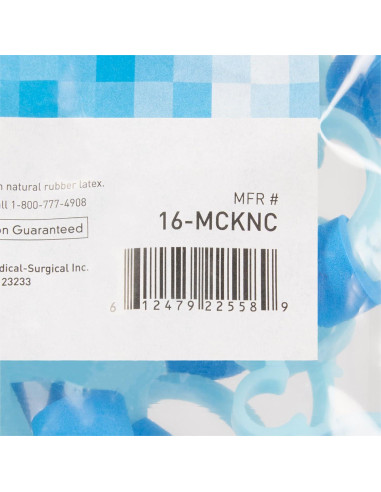 n natural rubber latex.
all 1-800-777-4908
on Guaranteed
dical-Surgical Inc.
23233
MFR #
16-MCKNC
6 12479 22558 9